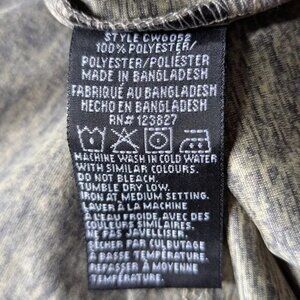 STYLE CWG052
100% POLYESTER/
POLYESTER/POLIÉSTER
MADE IN BANGLADESH
FABRIQUÉ AU BANGLADESH
HECHO EN BANGLADESH
RN# 123827
MACHINE WASH IN COLD WATER
WITH SIMILAR COLOURS.
DO NOT BLEACH.
TUMBLE DRY LOW.
IRON AT MEDIUM SETTING.
LAVER À LA MACHINE
À L'EAU FROIDE, AVEC DES
COULEURS SIMILAIRES.
NE PAS JAVELLISER.
SÉCHER PAR CULBUTAGE
À BASSE TEMPÉRATURE.
REPASSER À MOYENNE
TEMPÉRATURE.